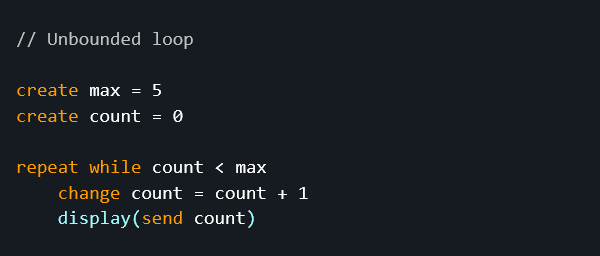 // Unbounded loop
create max = 5
create count = 0
repeat while count < max
change count = count + 1
display(send count)